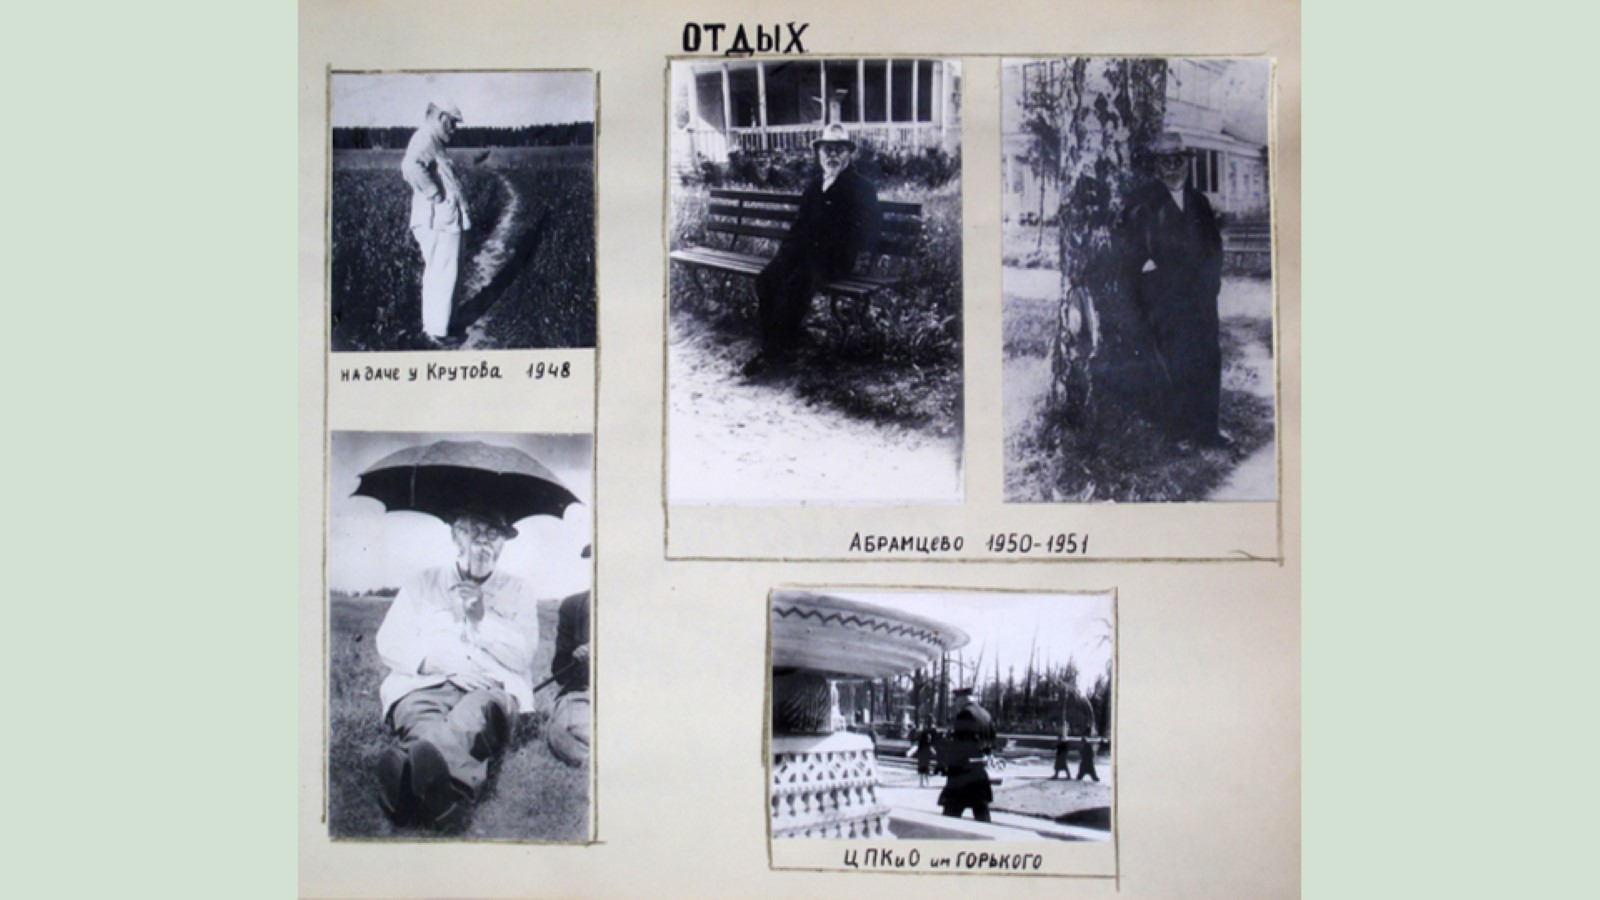 ОТДЫХ
НА ДАЧЕ У КРУТОВА 1948
АБРАМЦЕВО 1950-1951
ЦПКиО им ГОРЬКОГО